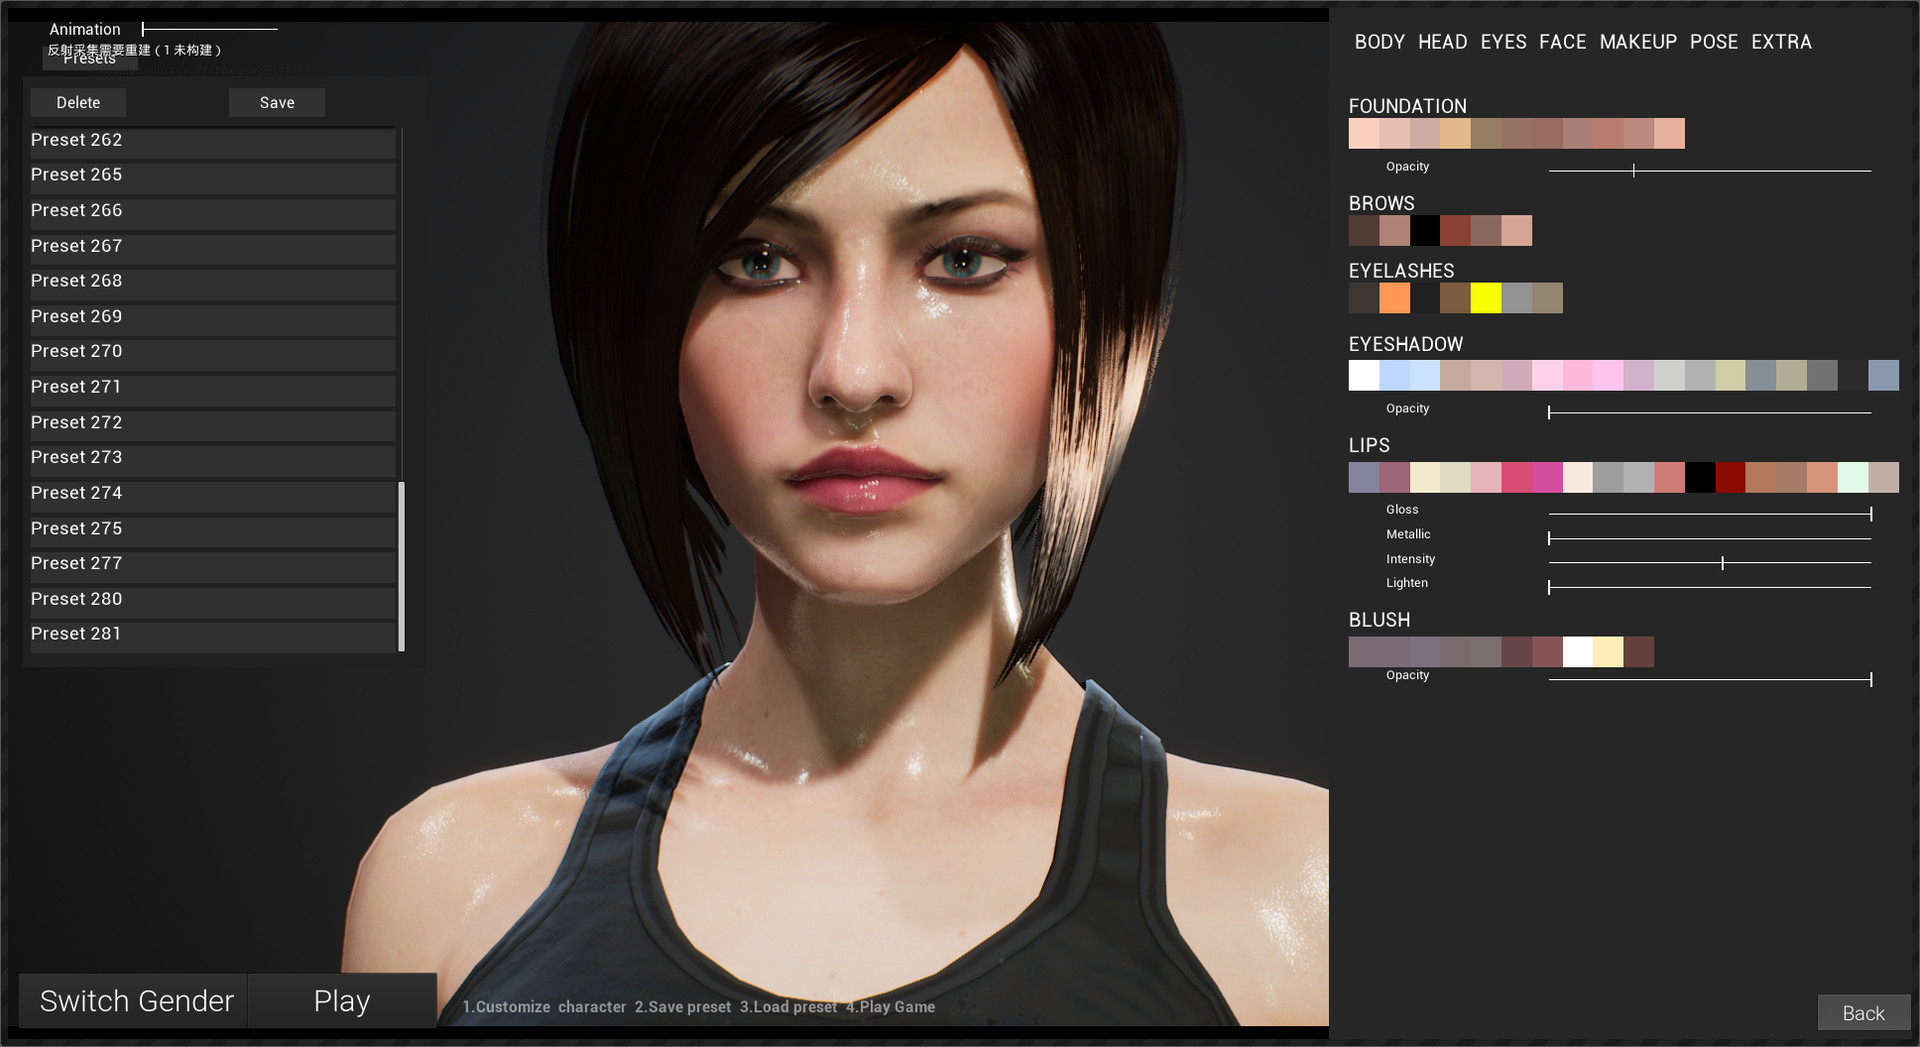 Animation
反射采集需要重建 ( 1 未构建 )
Presets
Delete Save
Preset 262
Preset 265
Preset 266
Preset 267
Preset 268
Preset 269
Preset 270
Preset 271
Preset 272
Preset 273
Preset 274
Preset 275
Preset 277
Preset 280
Preset 281
Switch Gender Play
1.Customize character 2.Save preset 3.Load preset 4.Play Game
BODY HEAD EYES FACE MAKEUP POSE EXTRA
FOUNDATION
Opacity
BROWS
EYELASHES
EYESHADOW
Opacity
LIPS
Gloss
Metallic
Intensity
Lighten
BLUSH
Opacity
Back